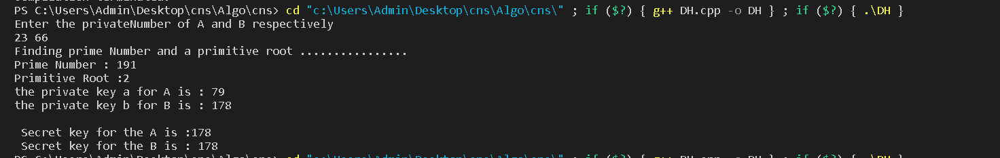 PS C:\Users\Admin\Desktop\cns\Algo\cns> cd "c:\Users\Admin\Desktop\cns\Algo\cns\" ; if ($?) { g++ DH.cpp -o DH } ; if ($?) { .\DH }
Enter the privateNumber of A and B respectively
23 66
Finding prime Number and a primitive root ................
Prime Number : 191
Primitive Root :2
the private key a for A is : 79
the private key b for B is : 178
Secret key for the A is :178
Secret key for the B is : 178